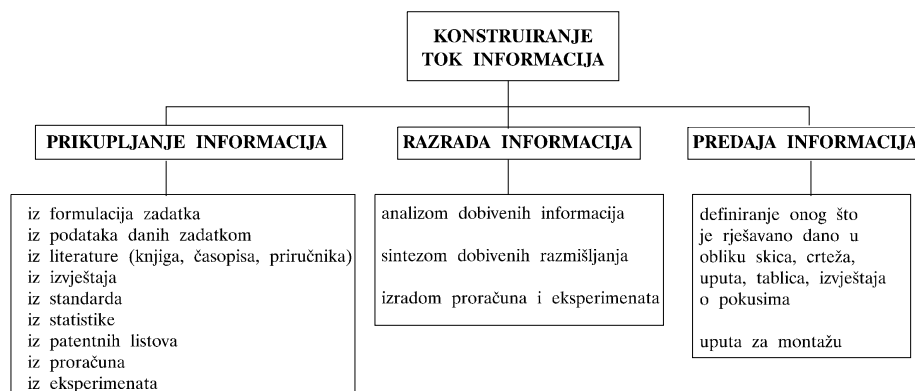 KONSTRUIRANJE
TOK INFORMACIJA
PRIKUPLJANJE INFORMACIJA
iz formulacija zadatka
iz podataka danih zadatkom
iz literature (knjiga, časopisa, priručnika)
iz izvještaja
iz standarda
iz statistike
iz patentnih listova
iz proračuna
iz eksperimenata
RAZRADA INFORMACIJA
analizom dobivenih informacija
sintezom dobivenih razmišljanja
izradom proračuna i eksperimenata
PREDAJA INFORMACIJA
definiranje onog što
je rješavano dano u
obliku skica, crteža,
uputa, tablica, izvještaja
o pokusima
uputa za montažu